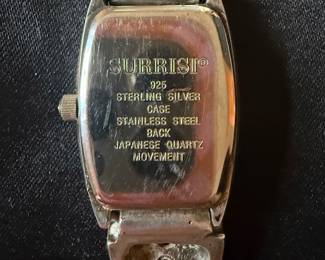 SURRISI®
.925
STERLING SILVER
CASE
STAINLESS STEEL
BACK
JAPANESE QUARTZ
MOVEMENT